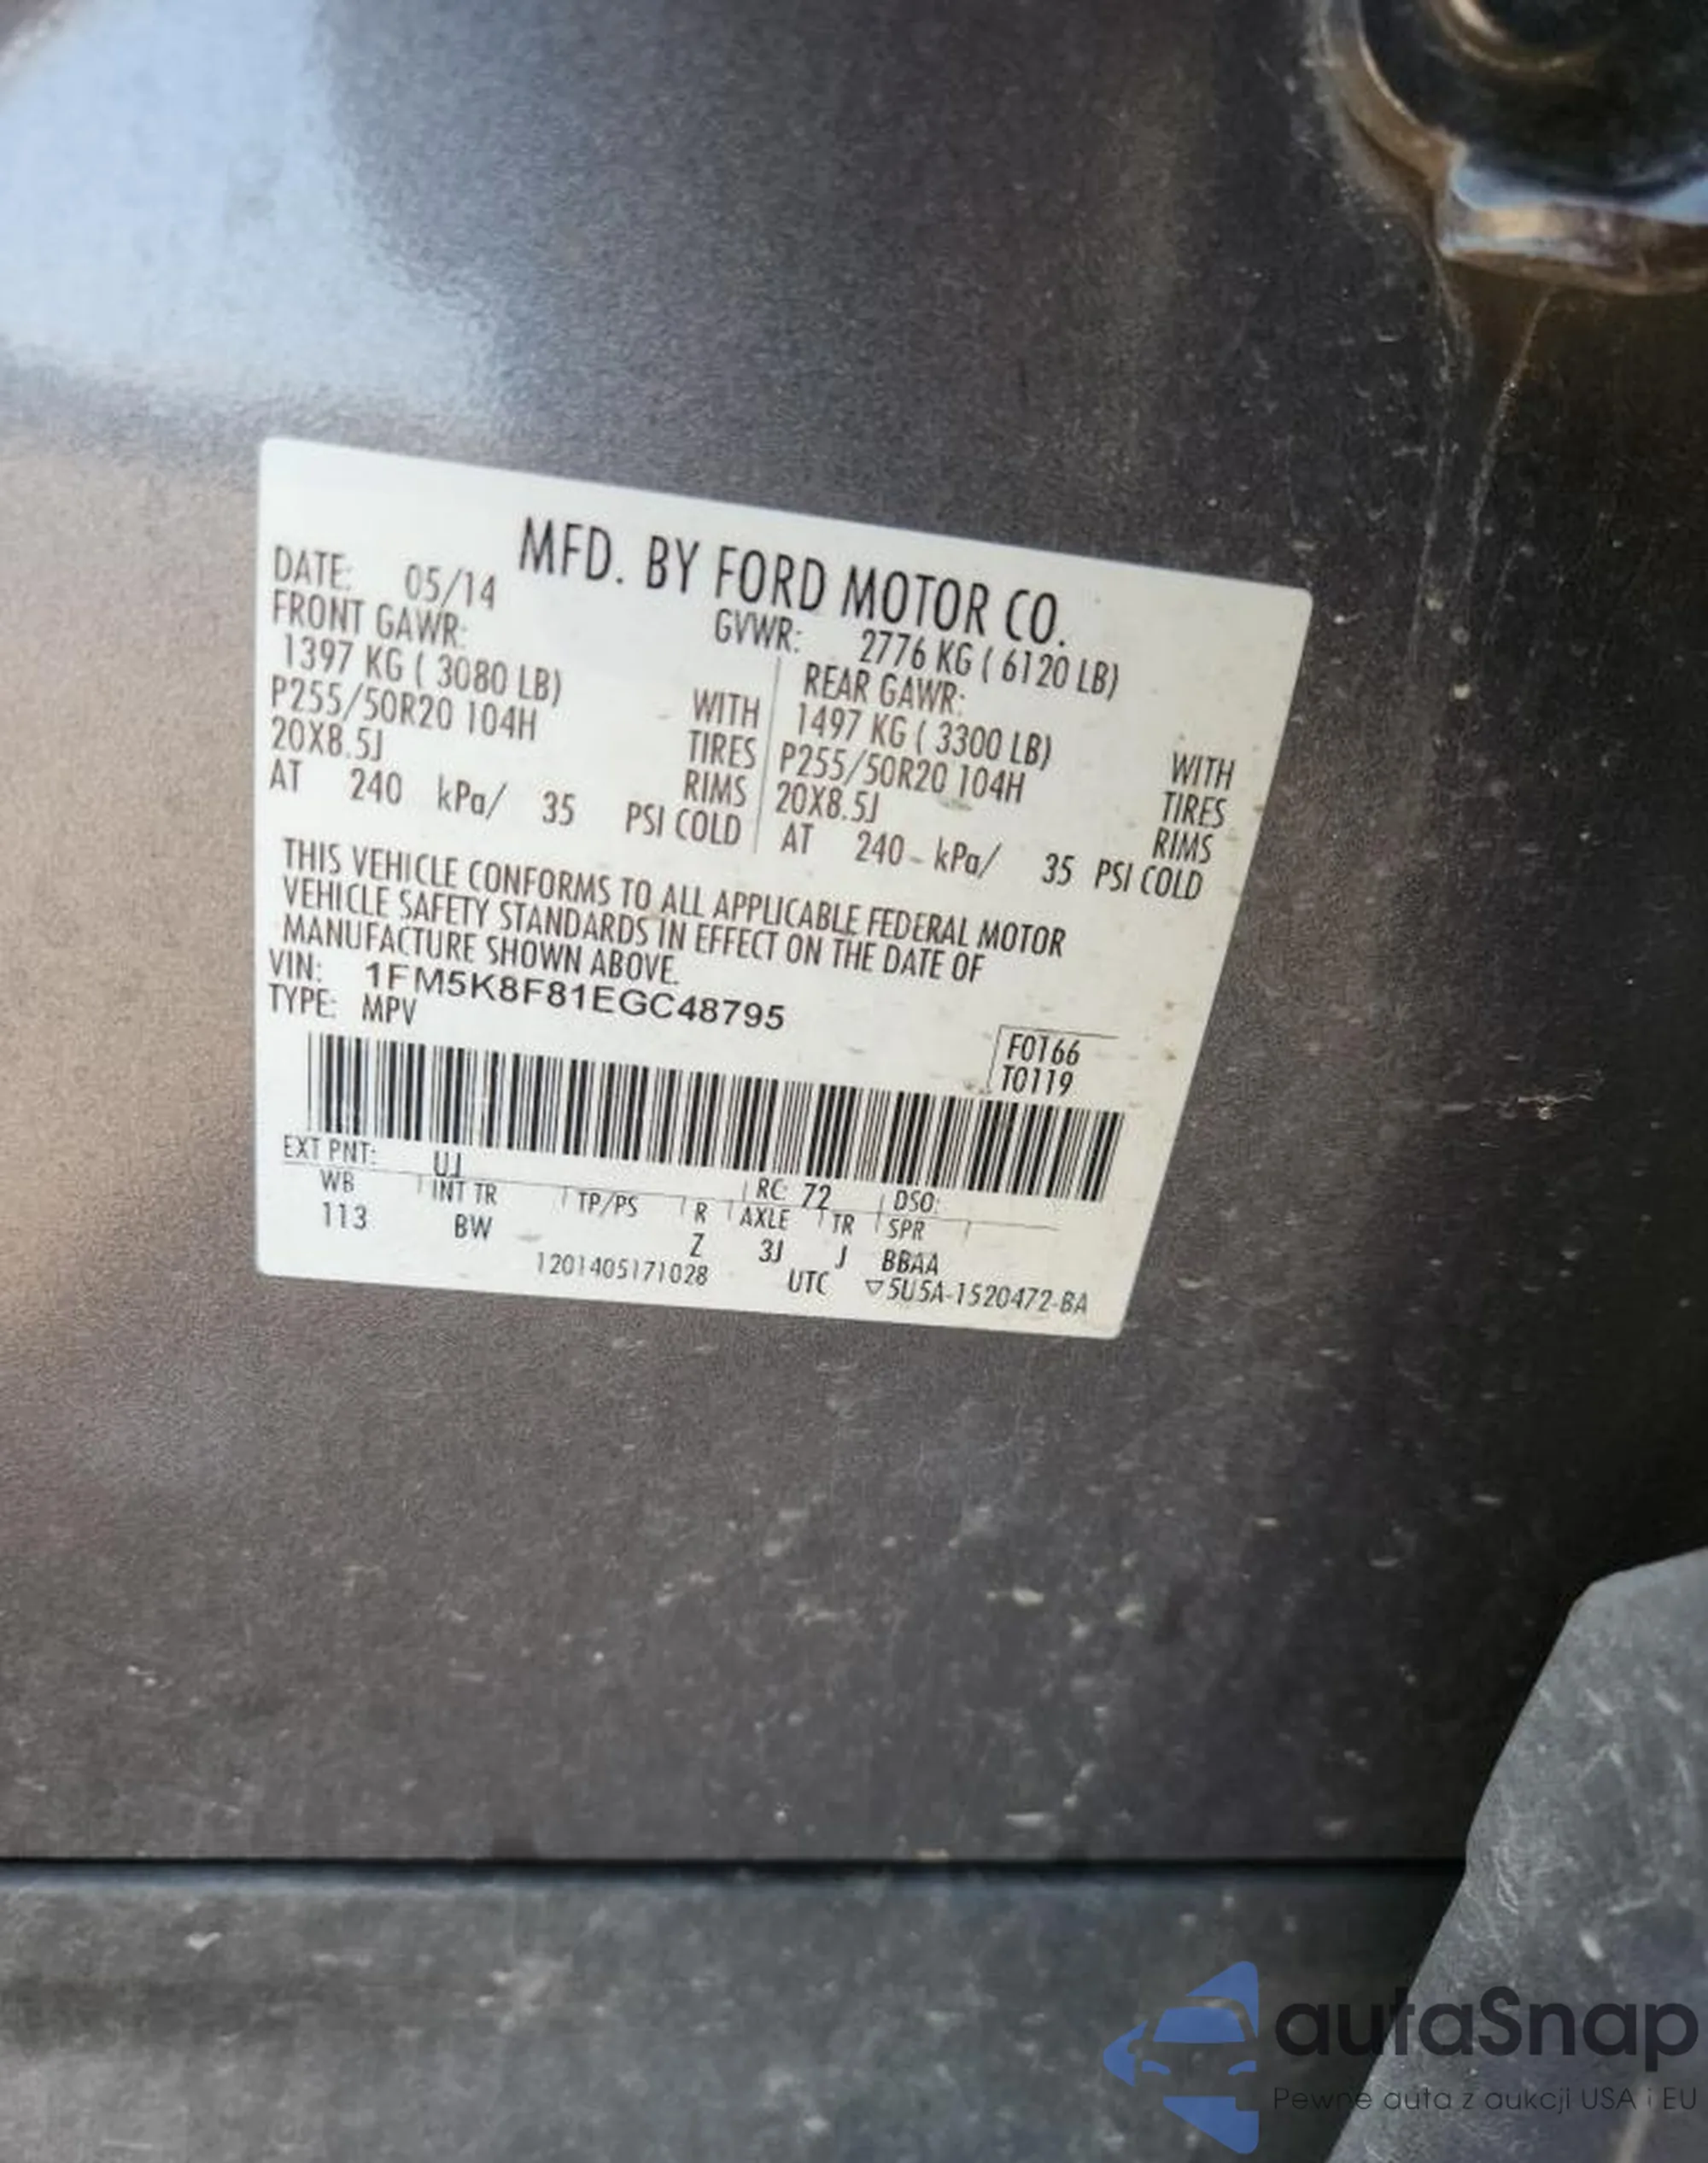 MFD. BY FORD MOTOR CO.
DATE: 05/14
GVWR: 2776 KG ( 6120 LB)
FRONT GAWR:
1397 KG ( 3080 LB) WITH
P255/50R20 104H TIRES
20X8.5J RIMS
AT 240 kPa/ 35 PSI COLD
REAR GAWR:
1497 KG ( 3300 LB) WITH
P255/50R20 104H TIRES
20X8.5J RIMS
AT 240 kPa/ 35 PSI COLD
THIS VEHICLE CONFORMS TO ALL APPLICABLE FEDERAL MOTOR
VEHICLE SAFETY STANDARDS IN EFFECT ON THE DATE OF
MANUFACTURE SHOWN ABOVE.
VIN: 1FM5K8F81EGC48795
TYPE: MPV
F0T66
T0119
EXT PNT: UJ RC: 72 DSO:
WB INT TR TP/PS R AXLE TR SPR
113 BW Z 3J J BBAA
1201405171028 UTC ▽5U5A-1520472-BA
autaSnap
Pewne auta z aukcji USA i EU